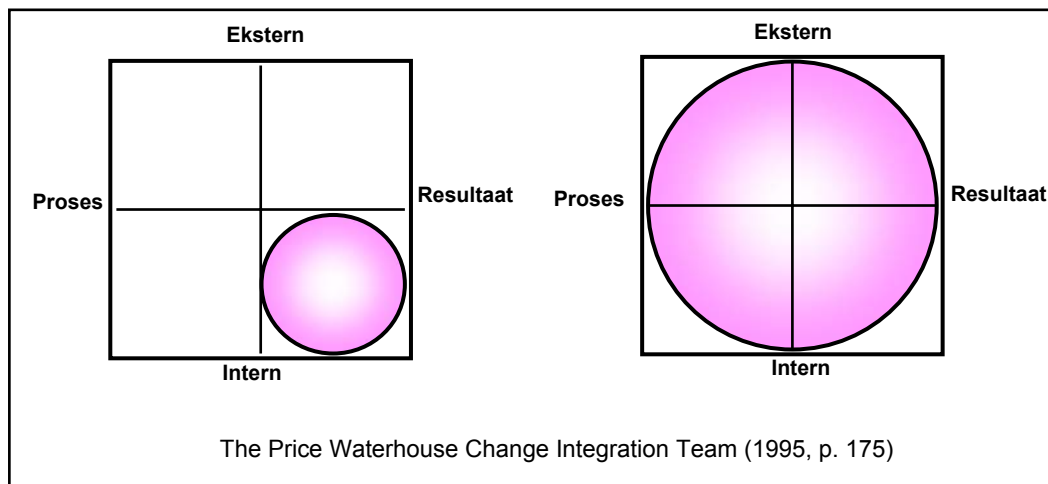 Ekstern
Proses
Resultaat
Intern
Ekstern
Proses
Resultaat
Intern
The Price Waterhouse Change Integration Team (1995, p. 175)